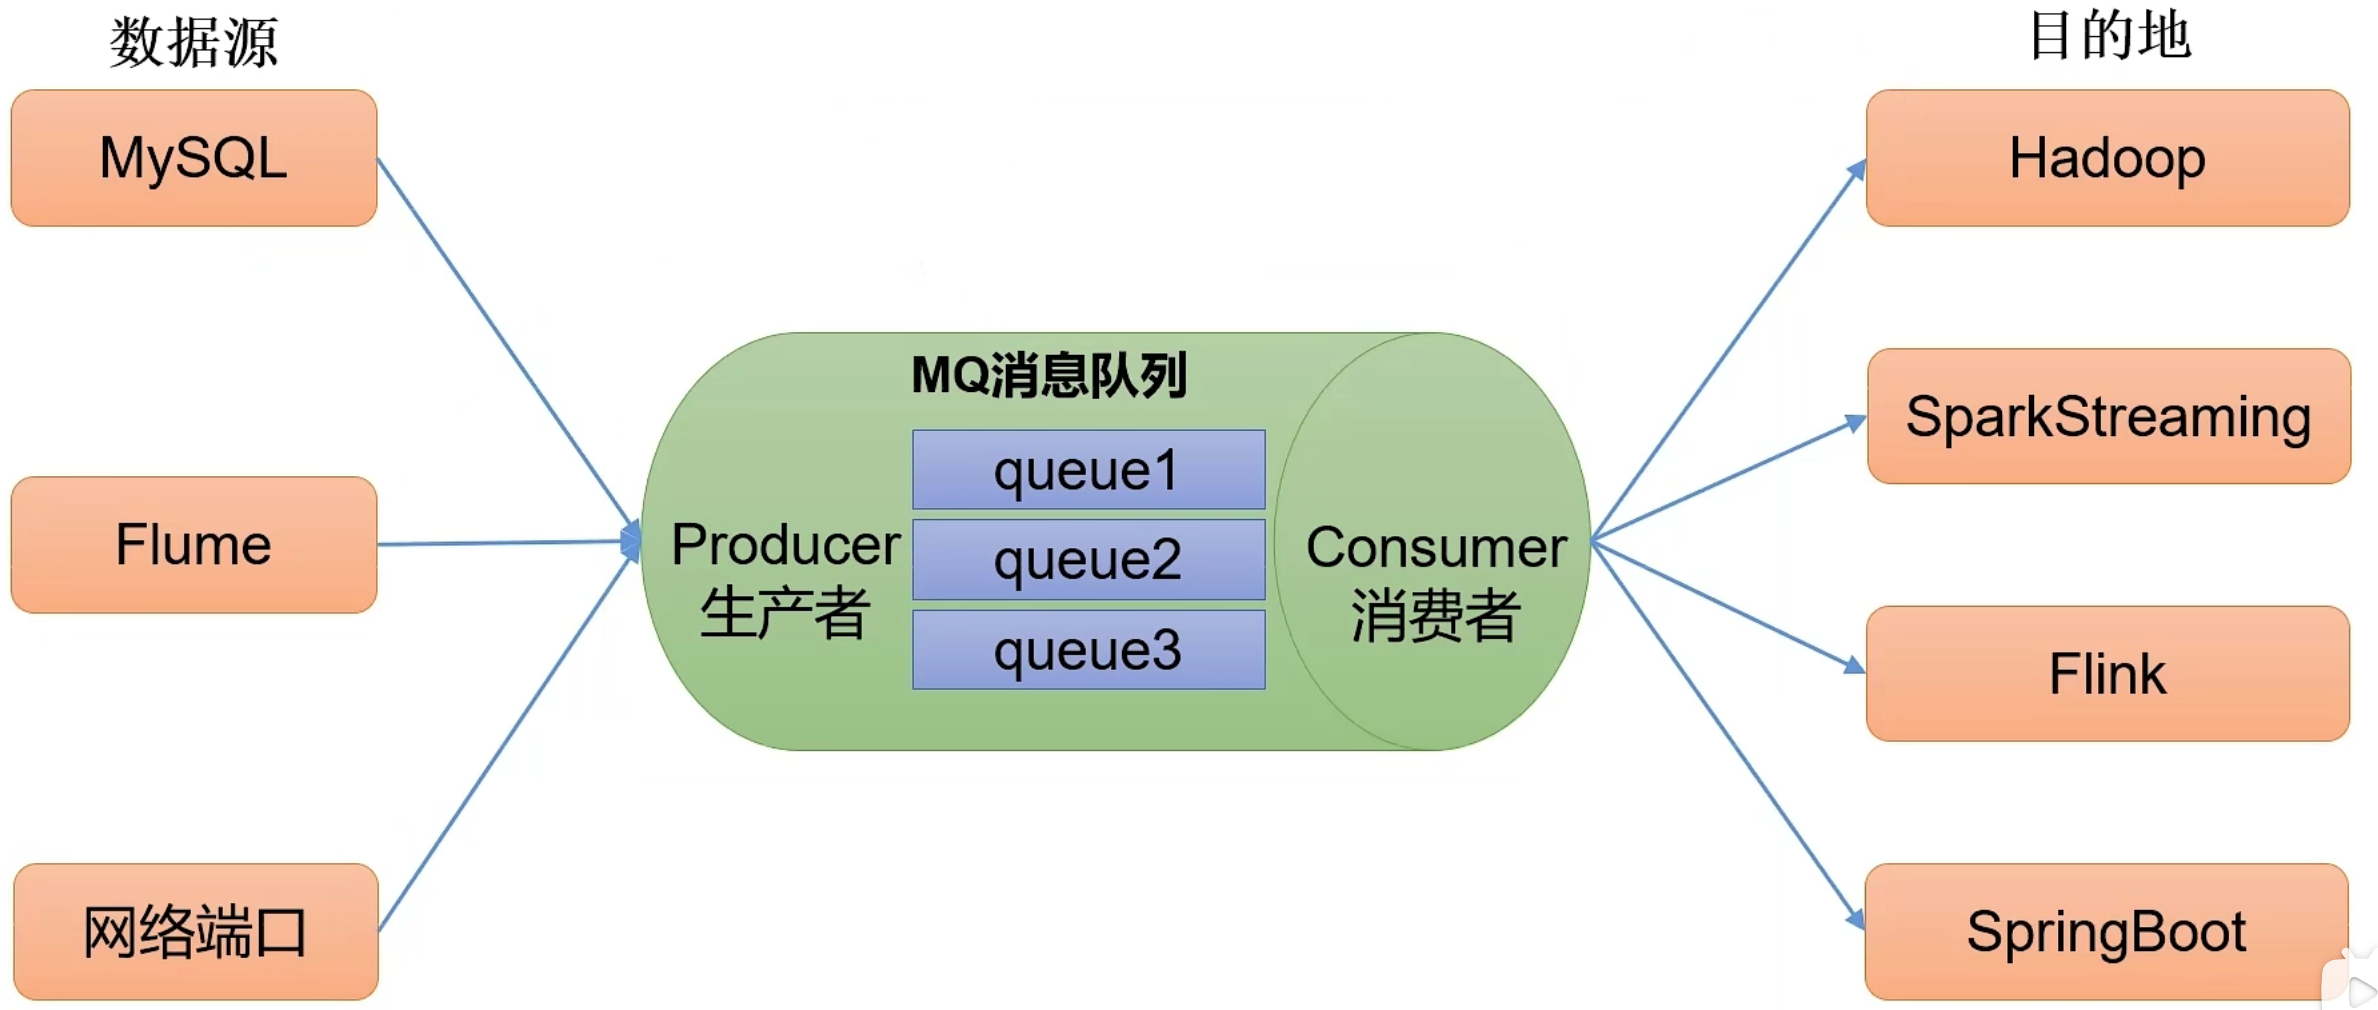 数据源
目的地
MySQL
Hadoop
MQ消息队列
SparkStreaming
queue1
Flume
Producer
生产者
queue2
Consumer
消费者
queue3
Flink
网络端口
SpringBoot